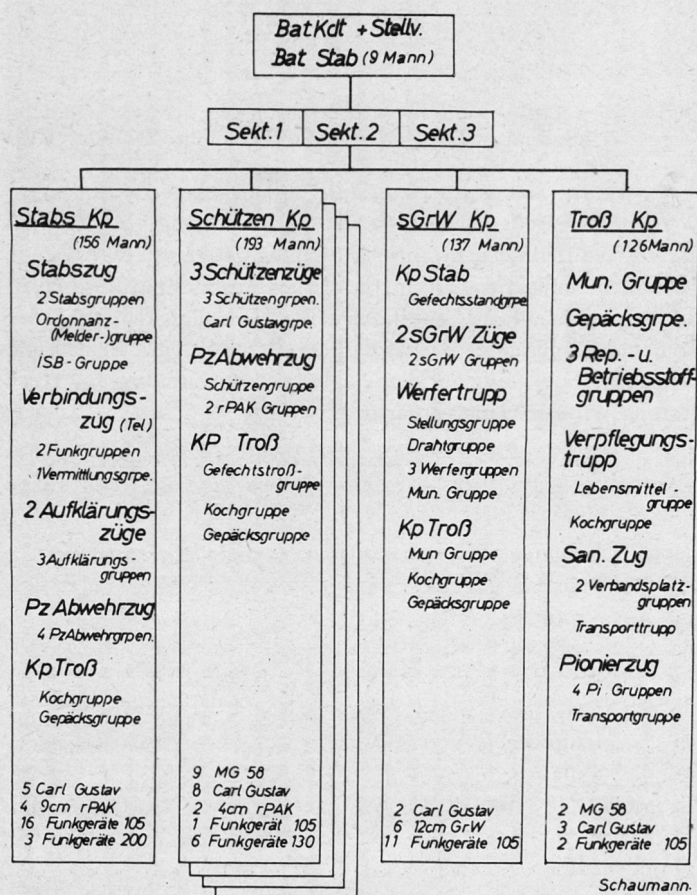 BatKdt + Stellv.
Bat Stab (9 Mann)
Sekt.1 Sekt.2 Sekt.3
Stabs Kp
(156 Mann)
Stabszug
2 Stabsgruppen
Ordonnanz-
(Melder-)gruppe
ISB - Gruppe
Verbindungs-
zug (Tel)
2 Funkgruppen
1 Vermittlungsgrpe.
2 Aufklärungs-
züge
3 Aufklärungs-
gruppen
Pz Abwehrzug
4 PzAbwehrgrpen.
Kp Troß
Kochgruppe
Gepäcksgruppe
5 Carl Gustav
4 9cm rPAK
16 Funkgeräte 105
3 Funkgeräte 200
Schützen Kp
(193 Mann)
3 Schützenzüge
3 Schützengrpen.
Carl Gustavgrpe.
PzAbwehrzug
Schützengruppe
2 rPAK Gruppen
KP Troß
Gefechtstroß-
gruppe
Kochgruppe
Gepäcksgruppe
9 MG 58
8 Carl Gustav
2 4cm rPAK
1 Funkgerät 105
6 Funkgeräte 130
sGrW Kp
(137 Mann)
Kp Stab
Gefechtsstandgrpe
2 sGrW Züge
2 sGrW Gruppen
Werfertrupp
Stellungsgruppe
Drahtgruppe
3 Werfergruppen
Mun. Gruppe
Kp Troß
Mun Gruppe
Kochgruppe
Gepäcksgruppe
2 Carl Gustav
6 12cm GrW
11 Funkgeräte 105
Troß Kp
(126 Mann)
Mun. Gruppe
Gepäcksgrpe.
3 Rep. - u.
Betriebsstoff-
gruppen
Verpflegungs-
trupp
Lebensmittel -
gruppe
Kochgruppe
San. Zug
2 Verbandsplatz-
gruppen
Transporttrupp
Pionierzug
4 Pi Gruppen
Transportgruppe
2 MG 58
3 Carl Gustav
2 Funkgeräte 105
Schaumann.